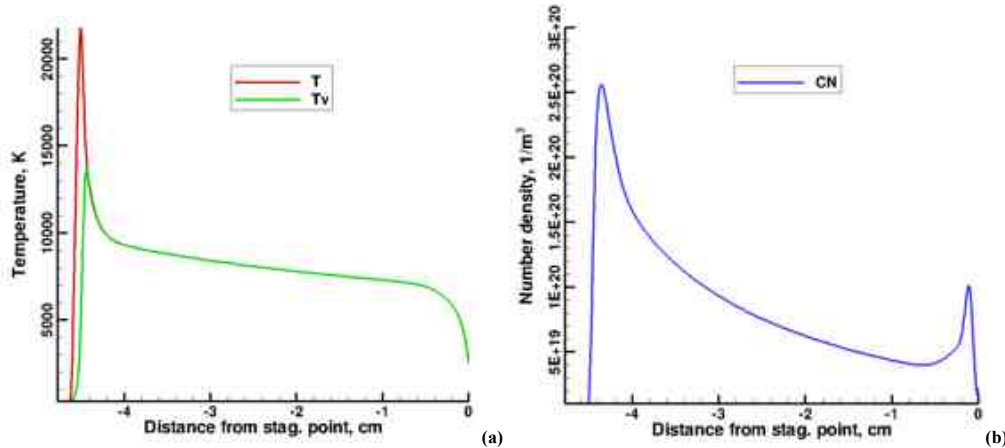 Temperature, K
20000
15000
10000
5000
T
Tv
-4
-3
-2
-1
0
Distance from stag. point, cm
(a)
Number density, 1/m³
3E+20
2.5E+20
2E+20
1.5E+20
1E+20
5E+19
CN
-4
-3
-2
-1
0
Distance from stag. point, cm
(b)